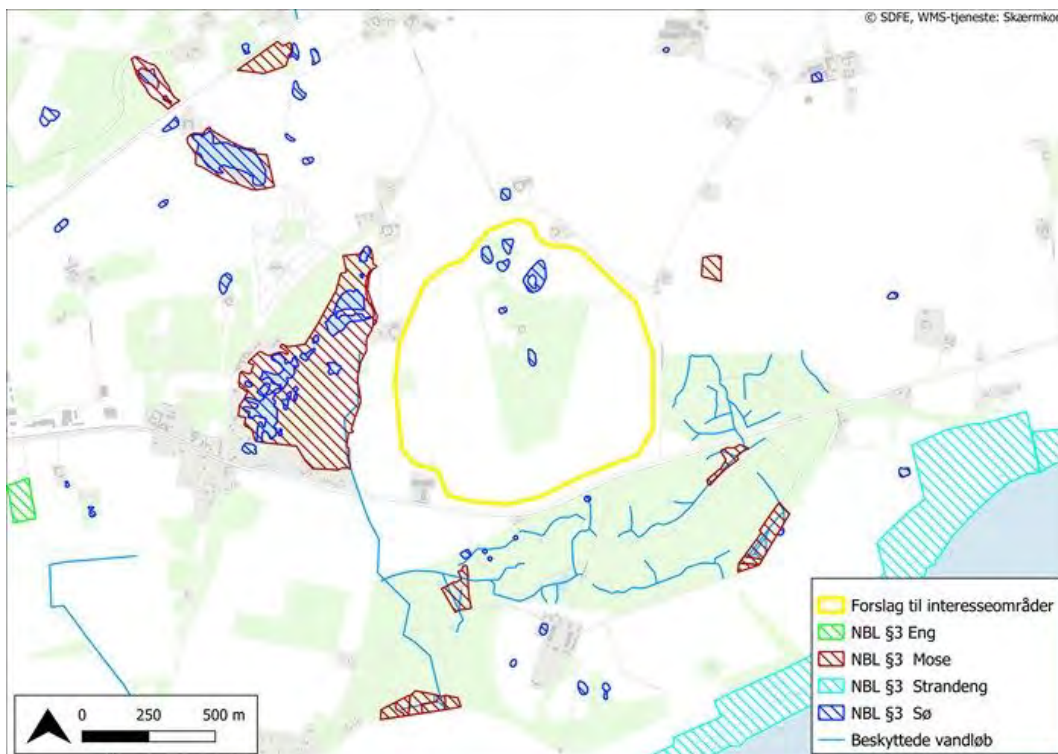 © SDFE, WMS-tjeneste: Skærmkor
Forslag til interesseområder
NBL §3 Eng
NBL §3 Mose
NBL §3 Strandeng
NBL §3 Sø
Beskyttede vandløb
0 250 500 m